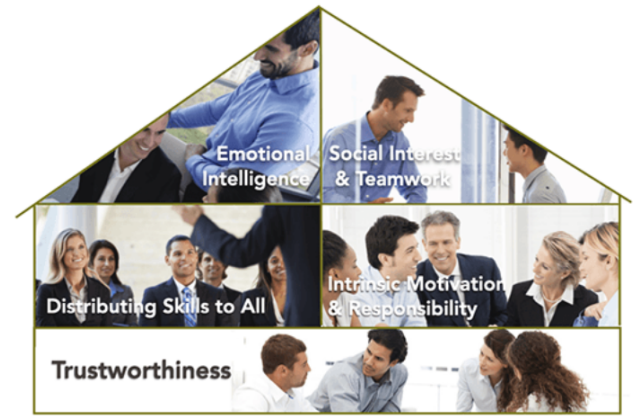 Emotional
Intelligence
Social Interest
& Teamwork
Distributing Skills to All
Intrinsic Motivation
& Responsibility
Trustworthiness